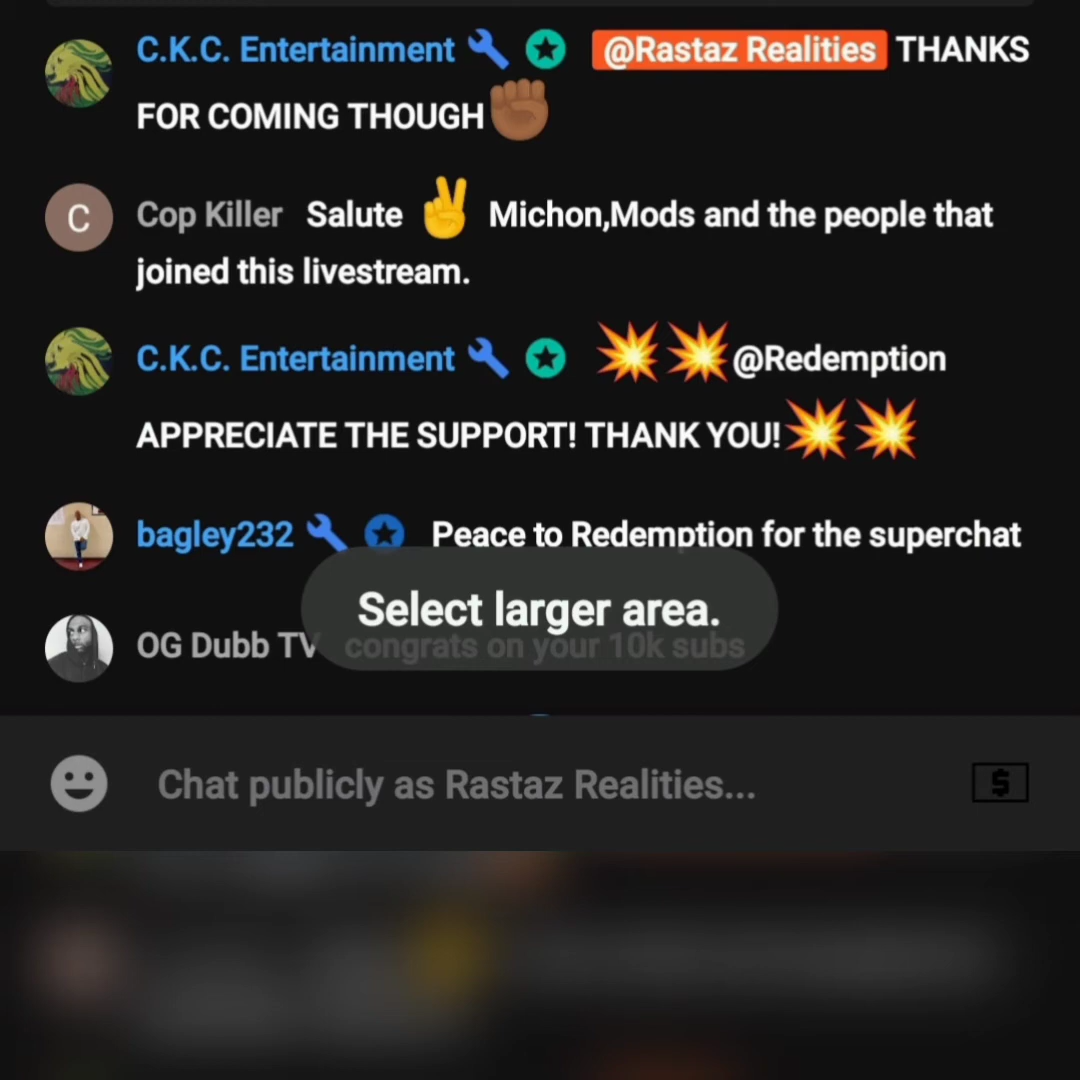 C.K.C. Entertainment @Rastaz Realities THANKS
FOR COMING THOUGH✊🏾
C
Cop Killer Salute ✌️ Michon,Mods and the people that
joined this livestream.
C.K.C. Entertainment 💥💥@Redemption
APPRECIATE THE SUPPORT! THANK YOU!💥💥
bagley232 Peace to Redemption for the superchat
Select larger area.
OG Dubb TV congrats on your 10k subs
Chat publicly as Rastaz Realities...
$